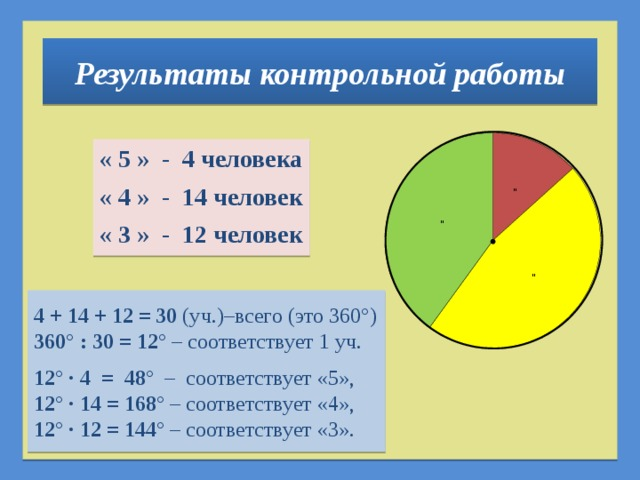 Результаты контрольной работы
« 5 » - 4 человека
« 4 » - 14 человек
« 3 » - 12 человек
4 + 14 + 12 = 30 (уч.)–всего (это 360°)
360° : 30 = 12° – соответствует 1 уч.
12° · 4 = 48° – соответствует «5»,
12° · 14 = 168° – соответствует «4»,
12° · 12 = 144° – соответствует «3».